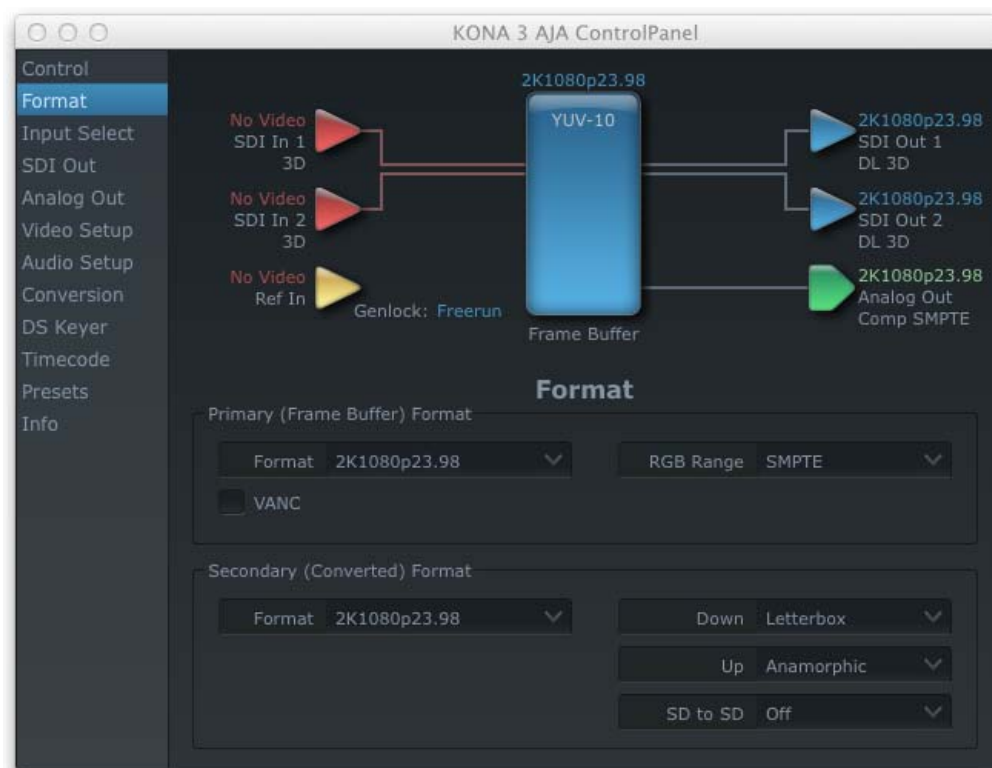 KONA 3 AJA ControlPanel
Control
Format
Input Select
SDI Out
Analog Out
Video Setup
Audio Setup
Conversion
DS Keyer
Timecode
Presets
Info
2K1080p23.98
YUV-10
Frame Buffer
No Video
SDI In 1
3D
No Video
SDI In 2
3D
No Video
Ref In
Genlock: Freerun
2K1080p23.98
SDI Out 1
DL 3D
2K1080p23.98
SDI Out 2
DL 3D
2K1080p23.98
Analog Out
Comp SMPTE
Format
Primary (Frame Buffer) Format
Format 2K1080p23.98
RGB Range SMPTE
VANC
Secondary (Converted) Format
Format 2K1080p23.98
Down Letterbox
Up Anamorphic
SD to SD Off